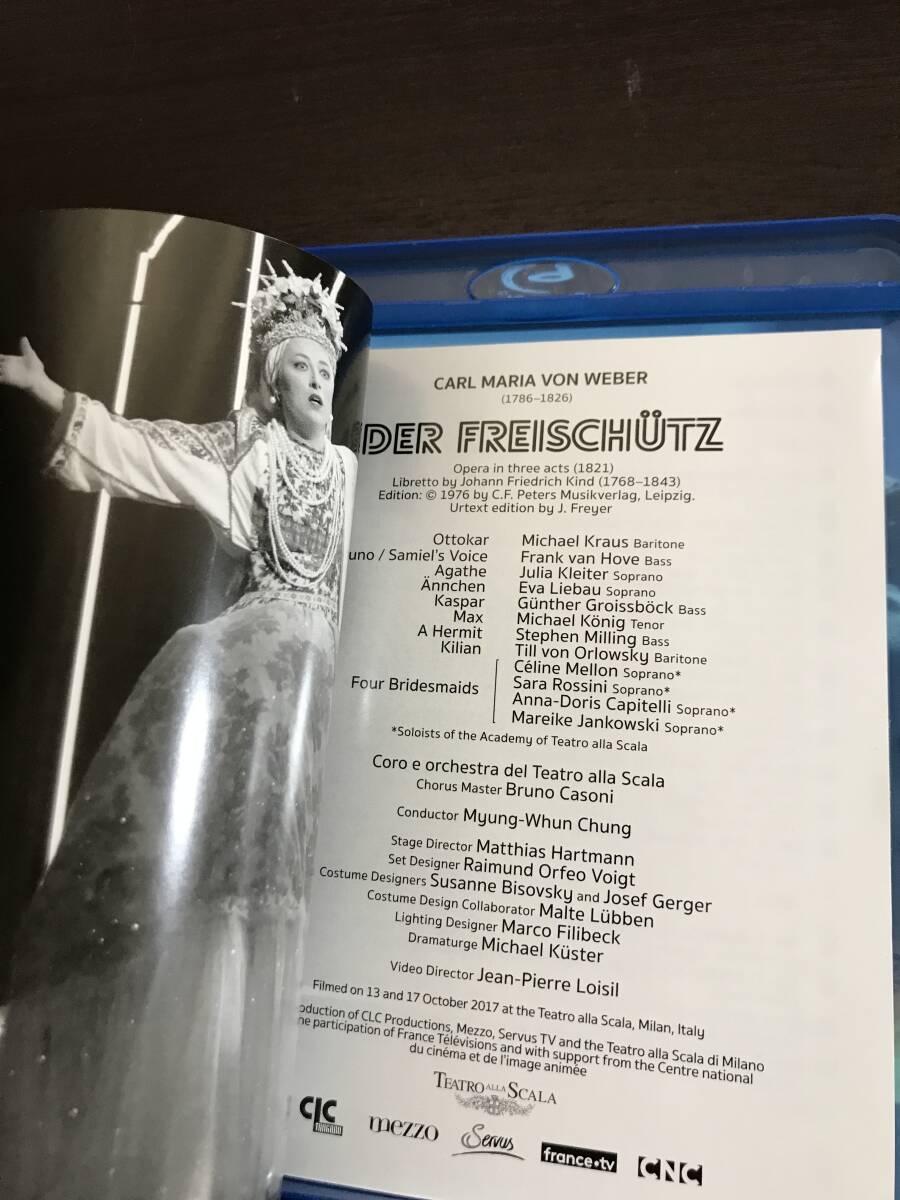 CARL MARIA VON WEBER
(1786–1826)
DER FREISCHÜTZ
Opera in three acts (1821)
Libretto by Johann Friedrich Kind (1768–1843)
Edition: © 1976 by C.F. Peters Musikverlag, Leipzig.
Urtext edition by J. Freyer
Ottokar Michael Kraus Baritone
uno / Samiel's Voice Frank van Hove Bass
Agathe Julia Kleiter Soprano
Ännchen Eva Liebau Soprano
Kaspar Günther Groissböck Bass
Max Michael König Tenor
A Hermit Stephen Milling Bass
Kilian Till von Orlowsky Baritone
Four Bridesmaids
Céline Mellon Soprano*
Sara Rossini Soprano*
Anna-Doris Capitelli Soprano*
Mareike Jankowski Soprano*
*Soloists of the Academy of Teatro alla Scala
Coro e orchestra del Teatro alla Scala
Chorus Master Bruno Casoni
Conductor Myung-Whun Chung
Stage Director Matthias Hartmann
Set Designer Raimund Orfeo Voigt
Costume Designers Susanne Bisovsky and Josef Gerger
Costume Design Collaborator Malte Lübben
Lighting Designer Marco Filibeck
Dramaturge Michael Küster
Video Director Jean-Pierre Loisil
Filmed on 13 and 17 October 2017 at the Teatro alla Scala, Milan, Italy
oduction of CLC Productions, Mezzo, Servus TV and the Teatro alla Scala di Milano
he participation of France Télévisions and with support from the Centre national
du cinéma et de l'image animée
TEATRO ALLA SCALA
CLC
mezzo
Servus
france•tv
CNC